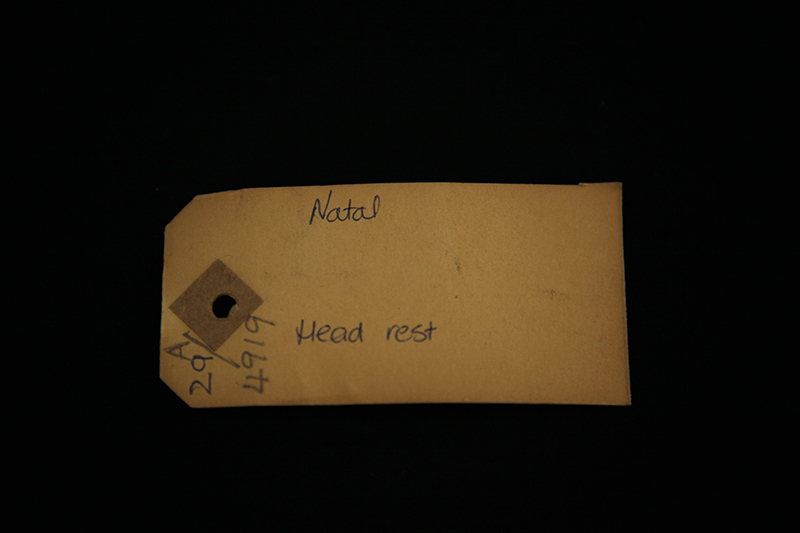 Natal
Head rest
A
29/
4919